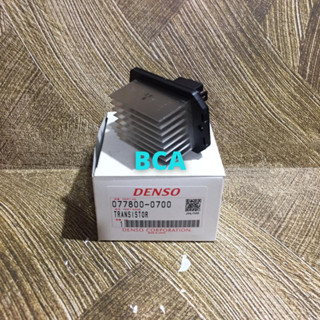 BCA
DENSO
077800-0700
TRANSISTOR
1
DENSO CORPORATION